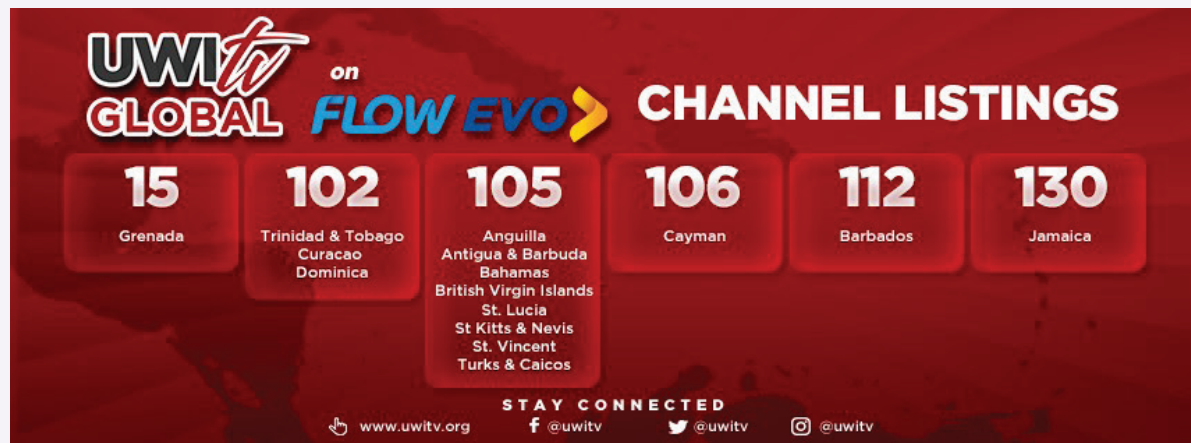 UWItv
GLOBAL
on
FLOW EVO
CHANNEL LISTINGS
15
Grenada
102
Trinidad & Tobago
Curacao
Dominica
105
Anguilla
Antigua & Barbuda
Bahamas
British Virgin Islands
St. Lucia
St Kitts & Nevis
St. Vincent
Turks & Caicos
106
Cayman
112
Barbados
130
Jamaica
STAY CONNECTED
www.uwitv.org f @uwitv @uwitv @uwitv